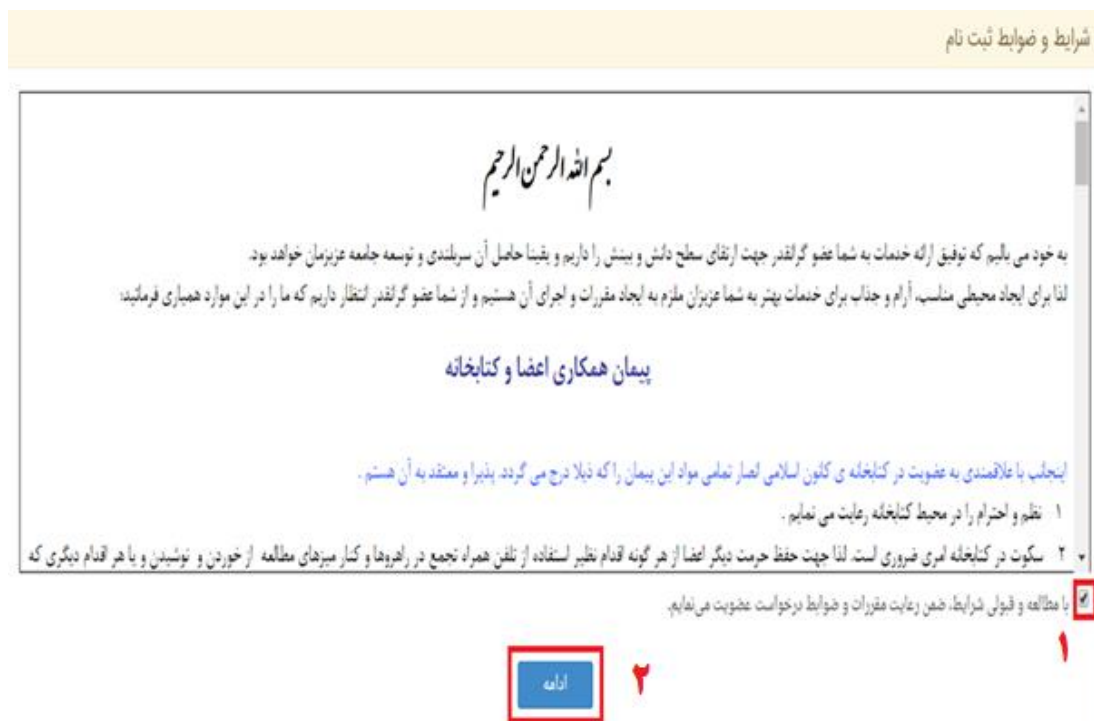 شرایط و ضوابط ثبت نام
بسم الله الرحمن الرحیم
به خود می بالیم که توفیق ارائه خدمات به شما عضو گرانقدر جهت ارتقای سطح دانش و بینش را داریم و یقینا حاصل آن سربلندی و توسعه جامعه عزیزمان خواهد بود.
لذا برای ایجاد محیطی مناسب، آرام و جذاب برای خدمات بهتر به شما عزیزان ملزم به ایجاد مقررات و اجرای آن هستیم و از شما عضو گرانقدر انتظار داریم که ما را در این موارد همیاری فرمائید:
پیمان همکاری اعضا و کتابخانه
اینجانب با علاقمندی به عضویت در کتابخانه ی کانون اسلامی انصار تمامی مواد این پیمان را که ذیلا درج می گردد، پذیرا و معتقد به آن هستم .
۱ نظم و احترام را در محیط کتابخانه رعایت می نمایم .
۲ سکوت در کتابخانه امری ضروری است. لذا جهت حفظ حرمت دیگر اعضا از هر گونه اقدام نظیر استفاده از تلفن همراه، تجمع در راهروها و کنار میزهای مطالعه از خوردن و نوشیدن و یا هر اقدام دیگری که
با مطالعه و قبولی شرایط، ضمن رعایت مقررات و ضوابط درخواست عضویت می‌نمایم.
۱
ادامه
۲